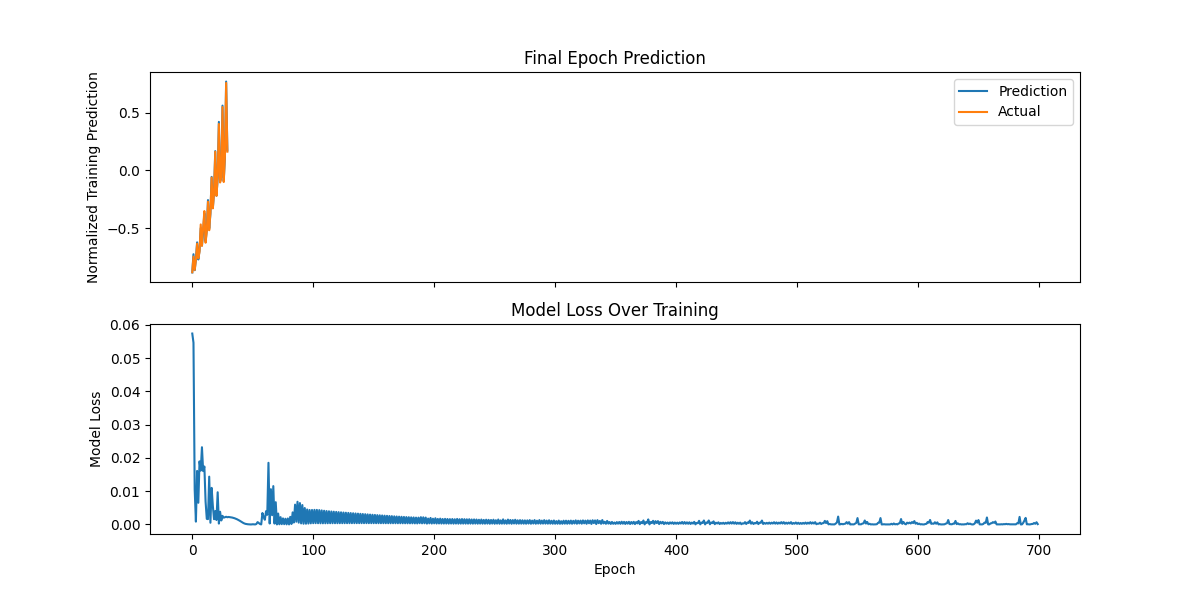 Final Epoch Prediction
Normalized Training Prediction
0.5
0.0
−0.5
Prediction
Actual
Model Loss Over Training
Model Loss
0.06
0.05
0.04
0.03
0.02
0.01
0.00
0 100 200 300 400 500 600 700
Epoch